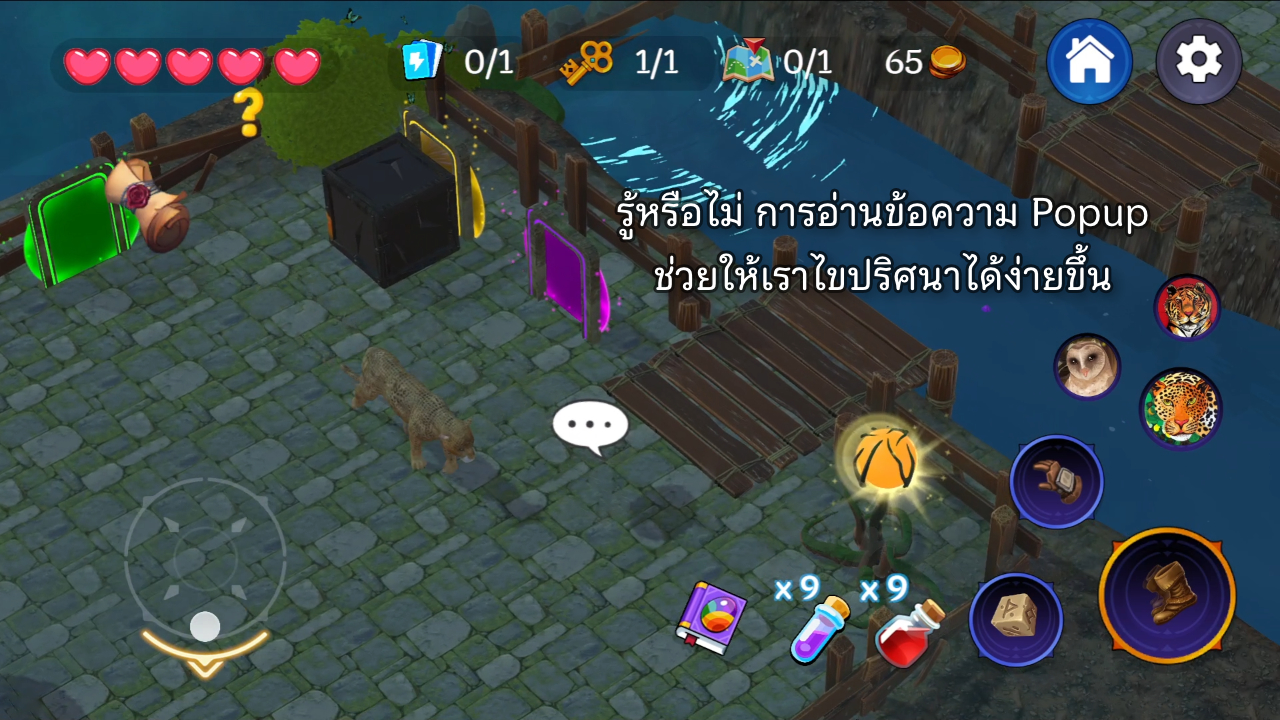 0/1
1/1
0/1
65
?
รู้หรือไม่ การอ่านข้อความ Popup
ช่วยให้เราไขปริศนาได้ง่ายขึ้น
x 9
x 9